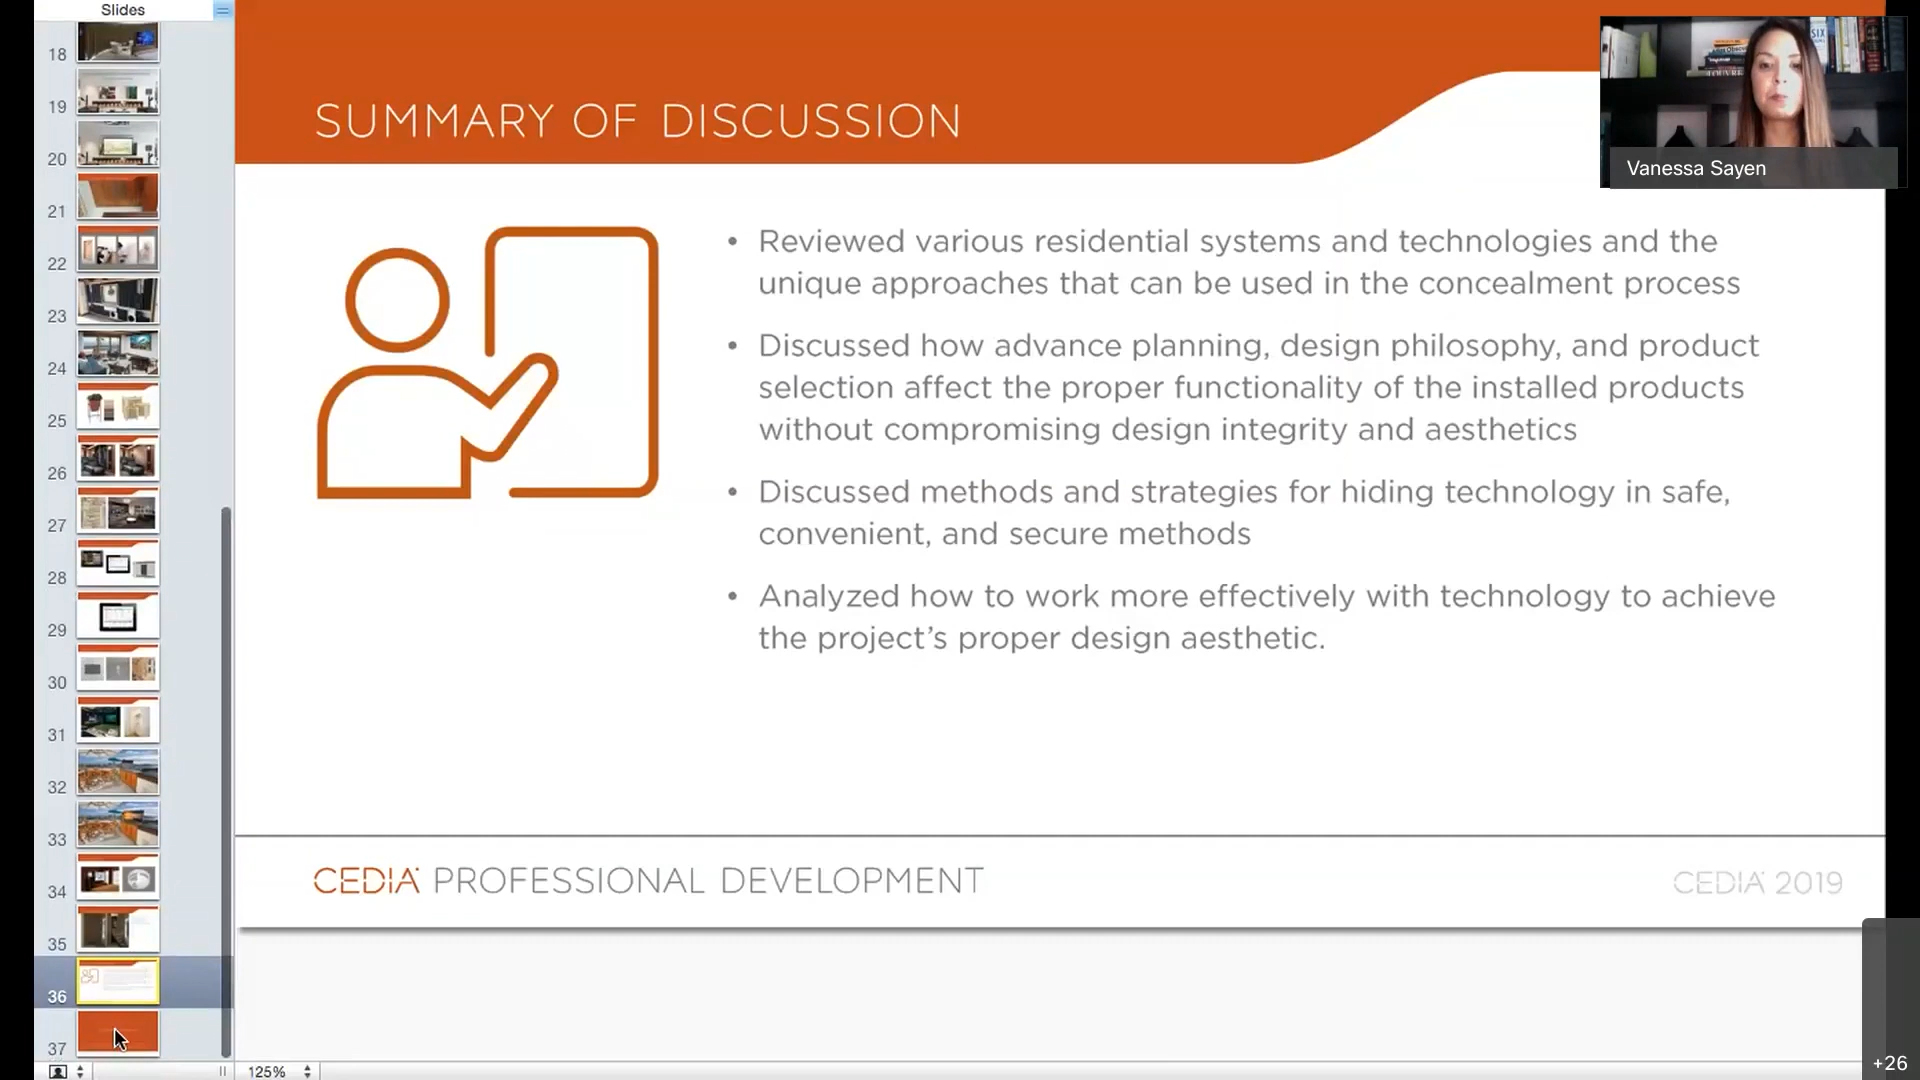 Slides
18
19
20
21
22
23
24
25
26
27
28
29
30
31
32
33
34
35
36
37
SUMMARY OF DISCUSSION
Vanessa Sayen
• Reviewed various residential systems and technologies and the
unique approaches that can be used in the concealment process
• Discussed how advance planning, design philosophy, and product
selection affect the proper functionality of the installed products
without compromising design integrity and aesthetics
• Discussed methods and strategies for hiding technology in safe,
convenient, and secure methods
• Analyzed how to work more effectively with technology to achieve
the project’s proper design aesthetic.
CEDIA PROFESSIONAL DEVELOPMENT
CEDIA 2019
125%
+26